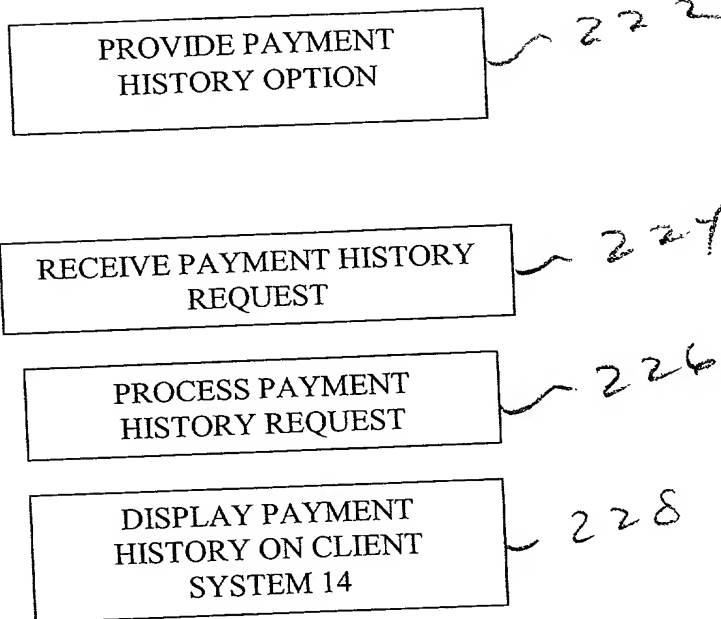 PROVIDE PAYMENT
HISTORY OPTION
222
RECEIVE PAYMENT HISTORY
REQUEST
224
PROCESS PAYMENT
HISTORY REQUEST
226
DISPLAY PAYMENT
HISTORY ON CLIENT
SYSTEM 14
228